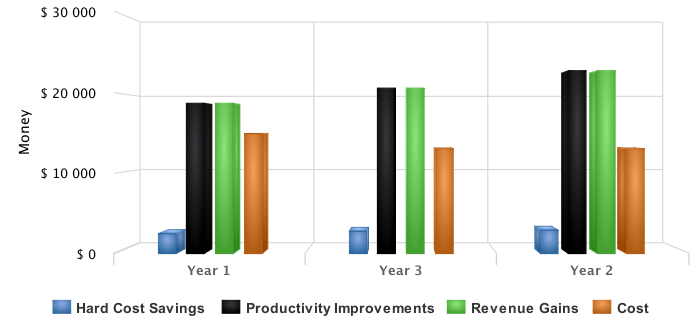 $ 30 000
$ 20 000
$ 10 000
$ 0
Money
Year 1 Year 3 Year 2
Hard Cost Savings Productivity Improvements Revenue Gains Cost